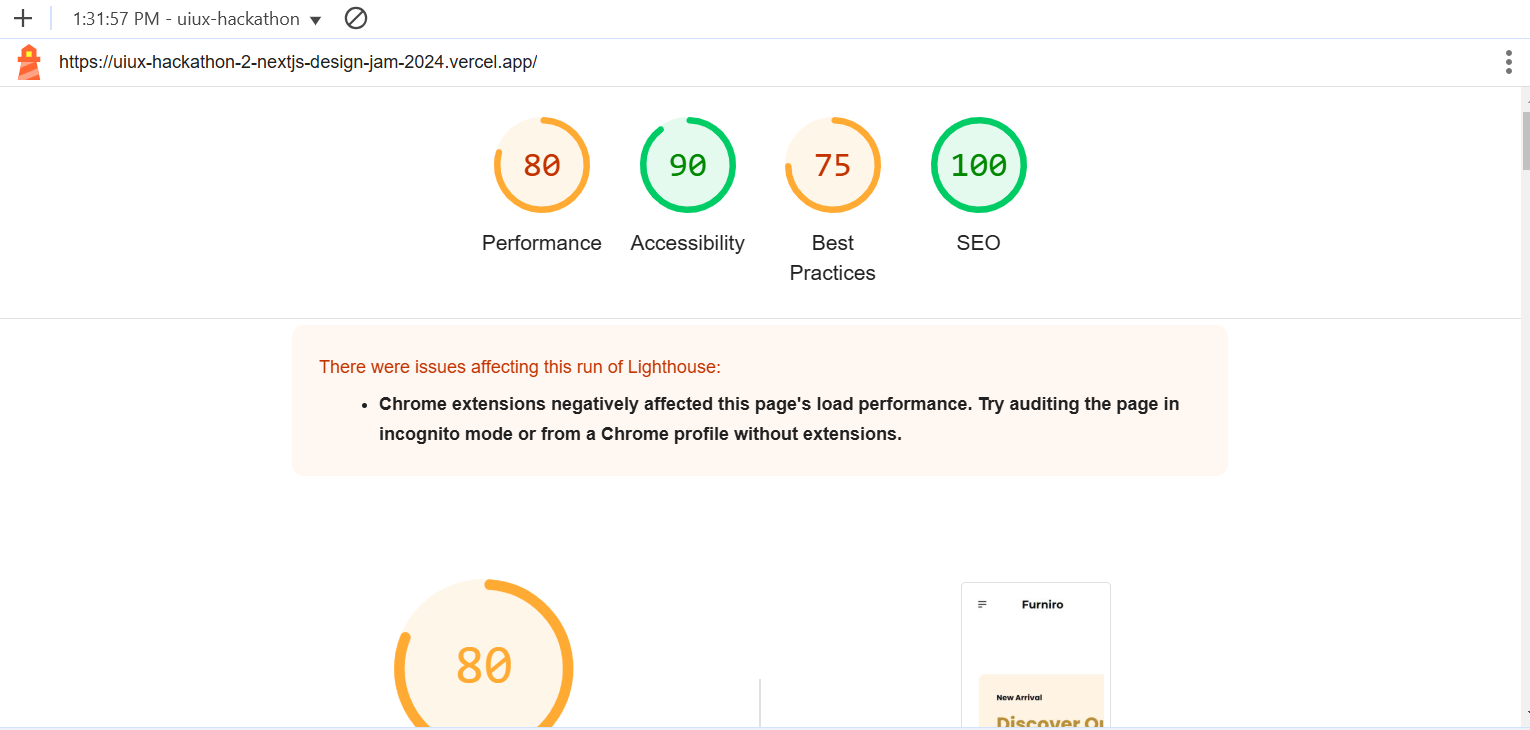 1:31:57 PM - uiux-hackathon
https://uiux-hackathon-2-nextjs-design-jam-2024.vercel.app/
80 90 75 100
Performance Accessibility Best Practices SEO
There were issues affecting this run of Lighthouse:
• Chrome extensions negatively affected this page's load performance. Try auditing the page in
incognito mode or from a Chrome profile without extensions.
80
Furniro
New Arrival
Discover Ou